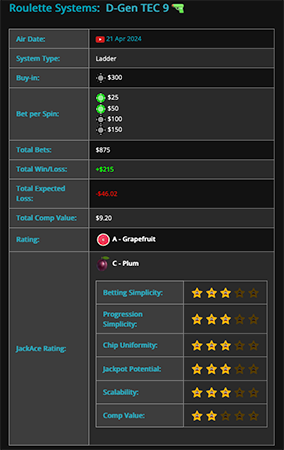 Roulette Systems: D-Gen TEC 9
Air Date: 21 Apr 2024
System Type: Ladder
Buy-in: $300
Bet per Spin: $25
$50
$100
$150
Total Bets: $875
Total Win/Loss: +$215
Total Expected Loss: -$46.02
Total Comp Value: $9.20
Rating: A - Grapefruit
JackAce Rating: C - Plum
Betting Simplicity:
Progression Simplicity:
Chip Uniformity:
Jackpot Potential:
Scalability:
Comp Value: